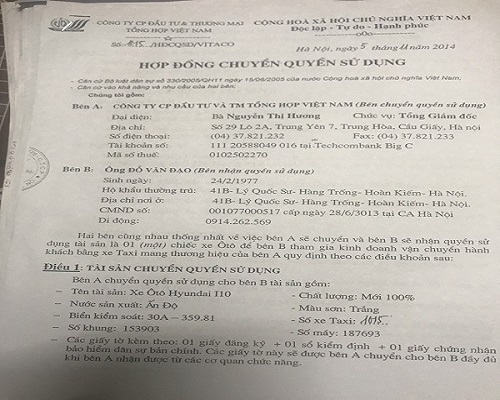 CÔNG TY CP ĐẦU TƯ & THƯƠNG MẠI
TỔNG HỢP VIỆT NAM
CỘNG HOÀ XÃ HỘI CHỦ NGHĨA VIỆT NAM
Độc lập - Tự do - Hạnh phúc
Số: 1015 /HĐCQSD/VITACO
Hà Nội, ngày 5 tháng 11 năm 2014
HỢP ĐỒNG CHUYỂN QUYỀN SỬ DỤNG
- Căn cứ Bộ luật dân sự số 330/2003/QH11 ngày 15/06/2003 của nước Cộng hoà xã hội chủ nghĩa Việt Nam;
- Căn cứ vào khả năng và nhu cầu của hai bên;
Chúng tôi gồm:
Bên A: CÔNG TY CP ĐẦU TƯ VÀ TM TỔNG HỢP VIỆT NAM (Bên chuyển quyền sử dụng)
Đại diện: Bà Nguyễn Thị Hương Chức vụ: Tổng Giám đốc
Địa chỉ: Số 29 Lô 2A, Trung Yên 7, Trung Hòa, Cầu Giấy, Hà nội
Số điện thoại: (04) 37.821.232 Fax: (04) 37.821.233
Tài khoản số: 111 20588049 016 tại Techcombank Big C
Mã số thuế: 0102502270
Bên B: Ông ĐỖ VĂN ĐẠO (Bên nhận quyền sử dụng)
Sinh ngày: 24/2/1977
Hộ khẩu thường trú: 41B- Lý Quốc Sư- Hàng Trống- Hoàn Kiếm- Hà Nội.
Địa chỉ nơi ở: 41B- Lý Quốc Sư- Hàng Trống- Hoàn Kiếm- Hà Nội.
CMND số: 001077000517 cấp ngày 28/6/3013 tại CA Hà Nội
Di động: 0914.262.569
Hai bên cùng nhau thống nhất về việc bên A sẽ chuyển và bên B sẽ nhận quyền sử
dụng tài sản là 01 (một) chiếc xe Ôtô để bên B tham gia kinh doanh vận chuyển hành
khách bằng xe Taxi mang thương hiệu của bên A quy định theo các điều khoản sau:
Điều 1: TÀI SẢN CHUYỂN QUYỀN SỬ DỤNG
Bên A chuyển quyền sử dụng cho bên B tài sản gồm:
- Tên tài sản: Xe Ôtô Hyundai I10 - Chất lượng: Mới 100%
- Nước sản xuất: Ấn Độ - Màu sơn: Trắng
- Biển kiểm soát: 30A – 359.81 - Số xe Taxi: 1015
- Số khung: 153903 - Số máy: 187693
- Các giấy tờ kèm theo: 01 giấy đăng ký + 01 sổ kiểm định + 01 giấy chứng nhận
bảo hiểm dân sự bản chính. Các giấy tờ này sẽ được bên A chuyển cho bên B đầy đủ
khi bên A nhận được từ các cơ quan chức năng.